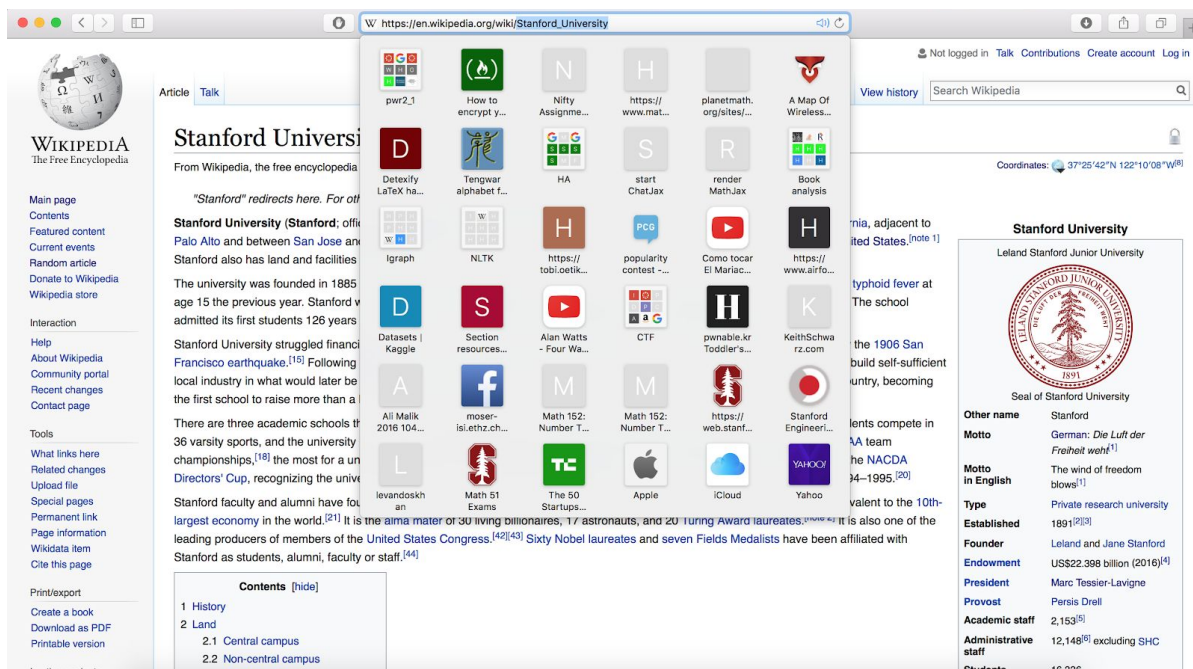 W https://en.wikipedia.org/wiki/Stanford_University
Not logged in Talk Contributions Create account Log in
Article Talk
View history
Search Wikipedia
WIKIPEDIA
The Free Encyclopedia
Main page
Contents
Featured content
Current events
Random article
Donate to Wikipedia
Wikipedia store
Interaction
Help
About Wikipedia
Community portal
Recent changes
Contact page
Tools
What links here
Related changes
Upload file
Special pages
Permanent link
Page information
Wikidata item
Cite this page
Print/export
Create a book
Download as PDF
Printable version
pwr2_1
How to
encrypt y...
N
Nifty
Assignme...
H
https://
www.mat...
planetmath.
org/sites/...
A Map Of
Wireless...
D
Detexify
LaTeX ha...
Tengwar
alphabet f...
HA
S
start
ChatJax
R
render
MathJax
Book
analysis
Igraph
NLTK
H
https://
tobi.oetik...
PCG
popularity
contest -...
Como tocar
El Mariac...
H
https://
www.airfo...
D
Datasets |
Kaggle
S
Section
resources...
Alan Watts
- Four Wa...
CTF
H
pwnable.kr
Toddler's...
K
KeithSchwa
rz.com
A
Ali Malik
2016 104...
moser-
isi.ethz.ch...
M
Math 152:
Number T...
M
Math 152:
Number T...
https://
web.stanf...
Stanford
Engineeri...
L
levandoskh
an
Math 51
Exams
The 50
Startups...
Apple
iCloud
YAHOO!
Yahoo
Stanford Universi
From Wikipedia, the free encyclopedia
Coordinates: 37°25′42″N 122°10′08″W[8]
"Stanford" redirects here. For oth
Stanford University (Stanford; offi rnia, adjacent to
Palo Alto and between San Jose an ited States.[note 1]
Stanford also has land and facilities
The university was founded in 1885 typhoid fever at
age 15 the previous year. Stanford w The school
admitted its first students 126 years
Stanford University struggled financi the 1906 San
Francisco earthquake.[15] Following build self-sufficient
local industry in what would later be untry, becoming
the first school to raise more than a
There are three academic schools th ents compete in
36 varsity sports, and the university AA team
championships,[18] the most for a un he NACDA
Directors' Cup, recognizing the unive 94–1995.[20]
Stanford faculty and alumni have fou valent to the 10th-
largest economy in the world.[21] It is the alma mater of 30 living billionaires, 17 astronauts, and 20 Turing Award laureates.[note 2] It is also one of the
leading producers of members of the United States Congress.[42][43] Sixty Nobel laureates and seven Fields Medalists have been affiliated with
Stanford as students, alumni, faculty or staff.[44]
Contents [hide]
1 History
2 Land
2.1 Central campus
2.2 Non-central campus
Stanford University
Leland Stanford Junior University
LELAND STANFORD JUNIOR UNIVERSITY
DIE LUFT DER FREIHEIT WEHT
1891
Seal of Stanford University
Other name Stanford
Motto German: Die Luft der
Freiheit weht[1]
Motto
in English The wind of freedom
blows[1]
Type Private research university
Established 1891[2][3]
Founder Leland and Jane Stanford
Endowment US$22.398 billion (2016)[4]
President Marc Tessier-Lavigne
Provost Persis Drell
Academic staff 2,153[5]
Administrative
staff 12,148[6] excluding SHC